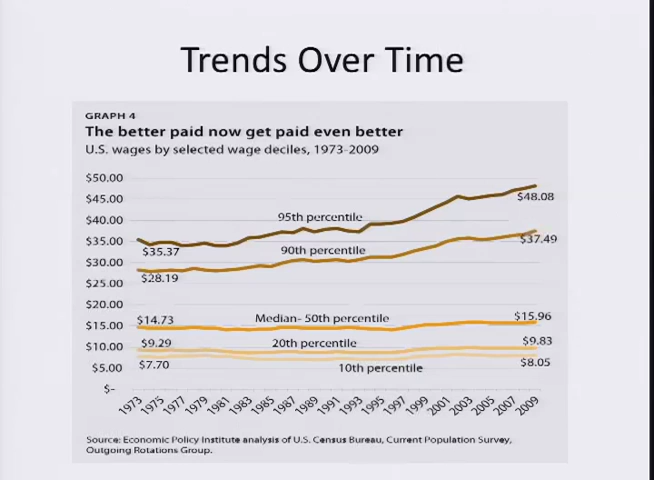 Trends Over Time
GRAPH 4
The better paid now get paid even better
U.S. wages by selected wage deciles, 1973-2009
$50.00
$45.00
$40.00
$35.00
$30.00
$25.00
$20.00
$15.00
$10.00
$5.00
$-
95th percentile
$48.08
$35.37
90th percentile
$37.49
$28.19
Median- 50th percentile
$14.73
$15.96
$9.29
20th percentile
$9.83
$7.70
10th percentile
$8.05
1973 1975 1977 1979 1981 1983 1985 1987 1989 1991 1993 1995 1997 1999 2001 2003 2005 2007 2009
Source: Economic Policy Institute analysis of U.S. Census Bureau, Current Population Survey,
Outgoing Rotations Group.